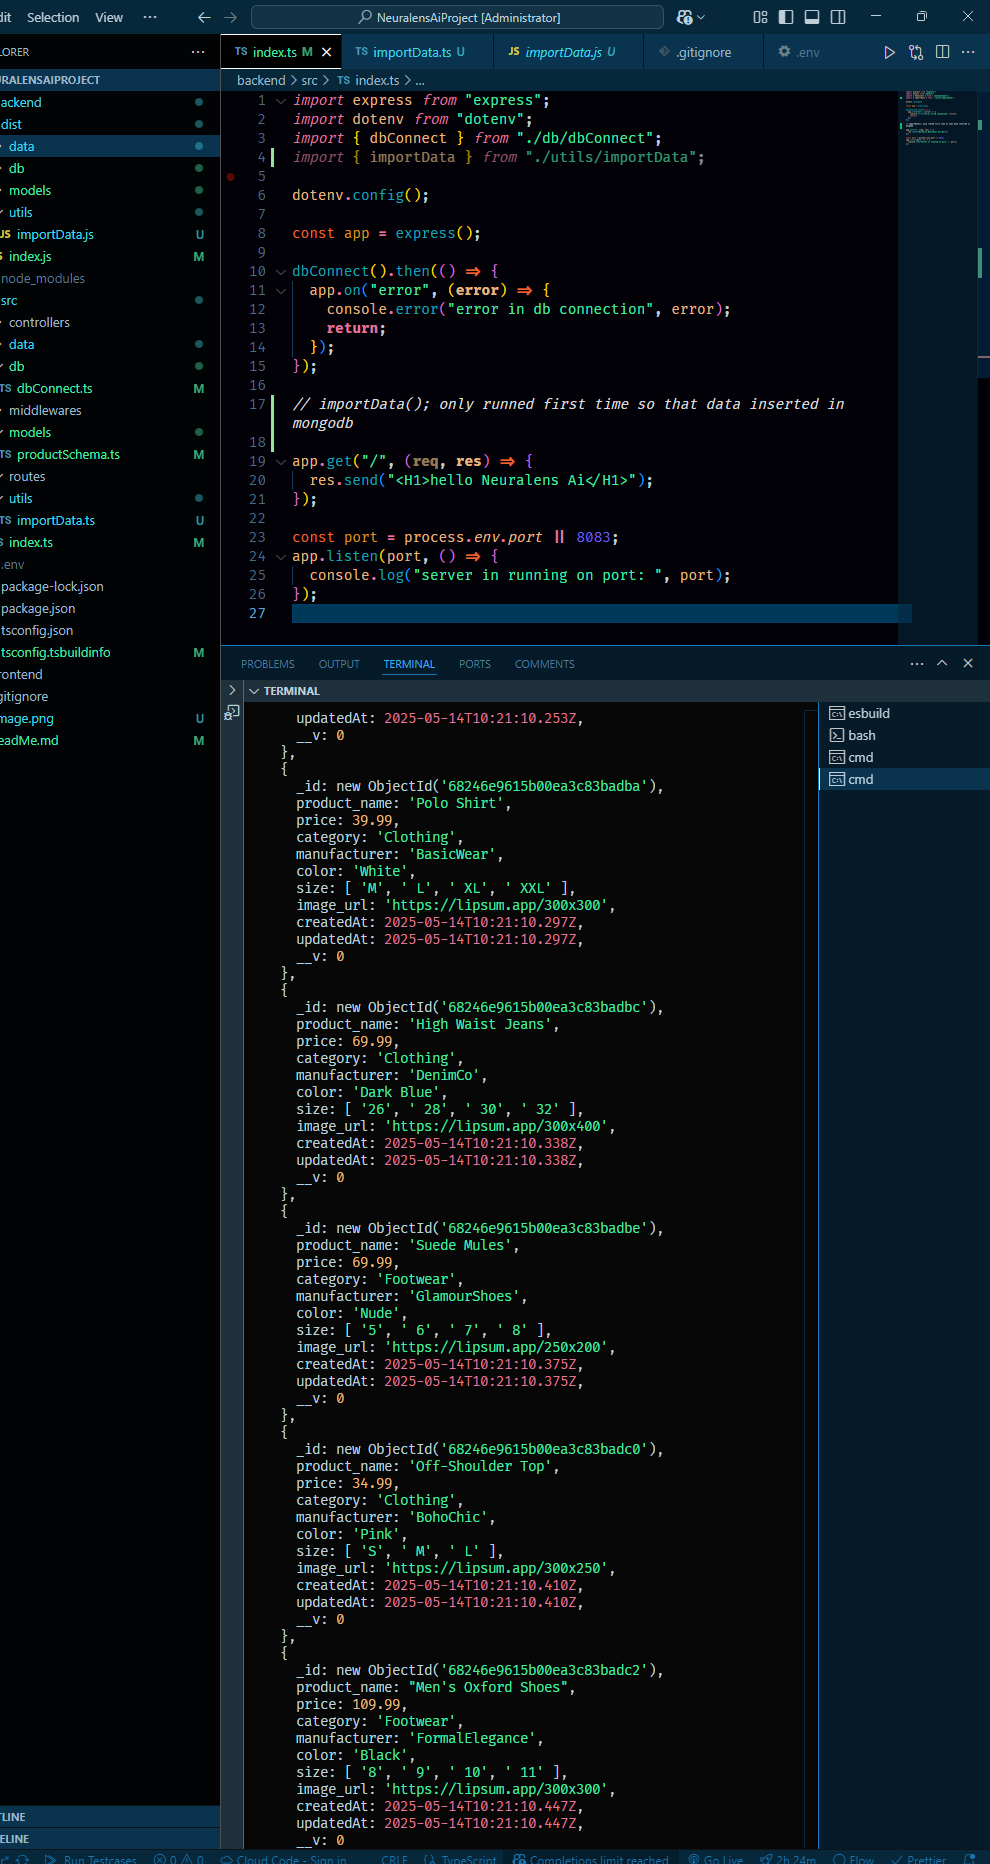 dit Selection View ··· NeuralensAiProject [Administrator]
LORER ···
URALENSAIPROJECT
ackend
dist
data
db
models
utils
JS importData.js U
index.js M
node_modules
src
controllers
data
db
TS dbConnect.ts M
middlewares
models
TS productSchema.ts M
routes
utils
TS importData.ts U
TS index.ts M
.env
package-lock.json
package.json
tsconfig.json
tsconfig.tsbuildinfo M
rontend
gitignore
mage.png U
eadMe.md M
TLINE
ELINE
TS index.ts M TS importData.ts U JS importData.js U .gitignore .env
backend > src > TS index.ts > ...
1 import express from "express";
2 import dotenv from "dotenv";
3 import { dbConnect } from "./db/dbConnect";
4 import { importData } from "./utils/importData";
5
6 dotenv.config();
7
8 const app = express();
9
10 dbConnect().then(() => {
11 app.on("error", (error) => {
12 console.error("error in db connection", error);
13 return;
14 });
15 });
16
17 // importData(); only runned first time so that data inserted in
mongodb
18
19 app.get("/", (req, res) => {
20 res.send("<H1>hello Neuralens Ai</H1>");
21 });
22
23 const port = process.env.port || 8083;
24 app.listen(port, () => {
25 console.log("server in running on port: ", port);
26 });
27
PROBLEMS OUTPUT TERMINAL PORTS COMMENTS ···
TERMINAL
updatedAt: 2025-05-14T10:21:10.253Z,
__v: 0
},
{
_id: new ObjectId('68246e9615b00ea3c83badba'),
product_name: 'Polo Shirt',
price: 39.99,
category: 'Clothing',
manufacturer: 'BasicWear',
color: 'White',
size: [ 'M', ' L', ' XL', ' XXL' ],
image_url: 'https://lipsum.app/300x300',
createdAt: 2025-05-14T10:21:10.297Z,
updatedAt: 2025-05-14T10:21:10.297Z,
__v: 0
},
{
_id: new ObjectId('68246e9615b00ea3c83badbc'),
product_name: 'High Waist Jeans',
price: 69.99,
category: 'Clothing',
manufacturer: 'DenimCo',
color: 'Dark Blue',
size: [ '26', ' 28', ' 30', ' 32' ],
image_url: 'https://lipsum.app/300x400',
createdAt: 2025-05-14T10:21:10.338Z,
updatedAt: 2025-05-14T10:21:10.338Z,
__v: 0
},
{
_id: new ObjectId('68246e9615b00ea3c83badbe'),
product_name: 'Suede Mules',
price: 69.99,
category: 'Footwear',
manufacturer: 'GlamourShoes',
color: 'Nude',
size: [ '5', ' 6', ' 7', ' 8' ],
image_url: 'https://lipsum.app/250x200',
createdAt: 2025-05-14T10:21:10.375Z,
updatedAt: 2025-05-14T10:21:10.375Z,
__v: 0
},
{
_id: new ObjectId('68246e9615b00ea3c83badc0'),
product_name: 'Off-Shoulder Top',
price: 34.99,
category: 'Clothing',
manufacturer: 'BohoChic',
color: 'Pink',
size: [ 'S', ' M', ' L' ],
image_url: 'https://lipsum.app/300x250',
createdAt: 2025-05-14T10:21:10.410Z,
updatedAt: 2025-05-14T10:21:10.410Z,
__v: 0
},
{
_id: new ObjectId('68246e9615b00ea3c83badc2'),
product_name: "Men's Oxford Shoes",
price: 109.99,
category: 'Footwear',
manufacturer: 'FormalElegance',
color: 'Black',
size: [ '8', ' 9', ' 10', ' 11' ],
image_url: 'https://lipsum.app/300x300',
createdAt: 2025-05-14T10:21:10.447Z,
updatedAt: 2025-05-14T10:21:10.447Z,
__v: 0
esbuild
bash
cmd
cmd
Run Testcases 0 0 Cloud Code - Sign in CRLF {} TypeScript Completions limit reached Go Live 2h 24m Flow Prettier